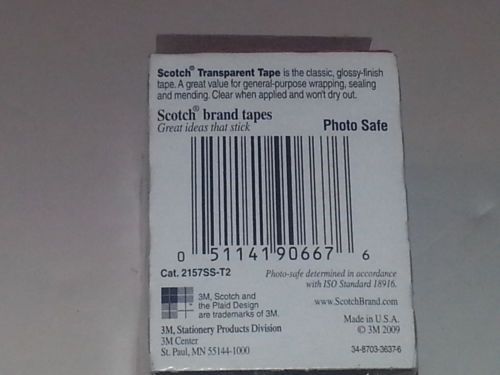 Scotch® Transparent Tape is the classic, glossy-finish
tape. A great value for general-purpose wrapping, sealing
and mending. Clear when applied and won't dry out.
Scotch® brand tapes
Great ideas that stick
Photo Safe
0 51141 90667 6
Cat. 2157SS-T2
Photo-safe determined in accordance
with ISO Standard 18916.
3M, Scotch and
the Plaid Design
are trademarks of 3M.
www.ScotchBrand.com
3M, Stationery Products Division
3M Center
St. Paul, MN 55144-1000
Made in U.S.A.
© 3M 2009
34-8703-3637-6